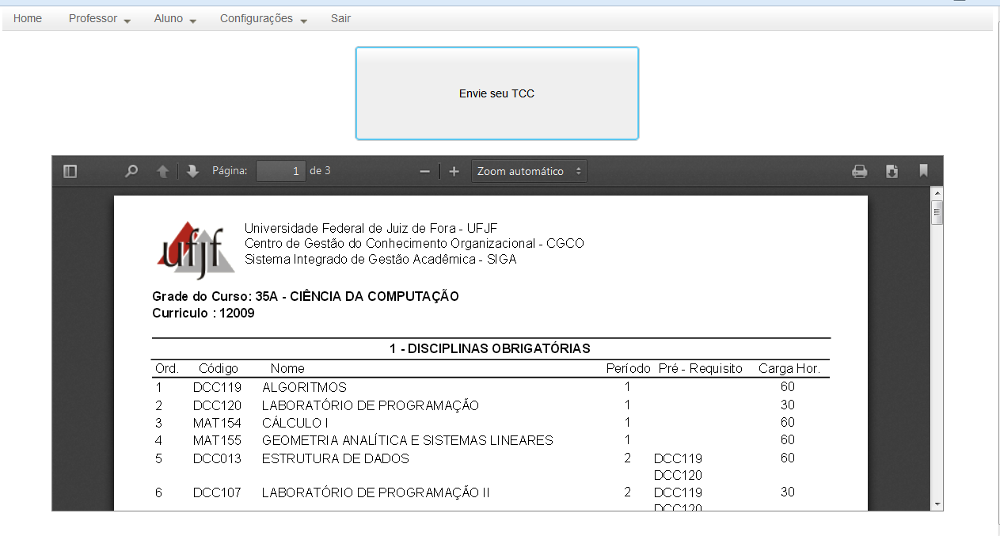 Home Professor Aluno Configurações Sair
Envie seu TCC
Página: 1 de 3 Zoom automático
ufjf
Universidade Federal de Juiz de Fora - UFJF
Centro de Gestão do Conhecimento Organizacional - CGCO
Sistema Integrado de Gestão Acadêmica - SIGA
Grade do Curso: 35A - CIÊNCIA DA COMPUTAÇÃO
Curriculo : 12009
1 - DISCIPLINAS OBRIGATÓRIAS
Ord. Código Nome Período Pré - Requisito Carga Hor.
1 DCC119 ALGORITMOS 1 60
2 DCC120 LABORATÓRIO DE PROGRAMAÇÃO 1 30
3 MAT154 CÁLCULO I 1 60
4 MAT155 GEOMETRIA ANALÍTICA E SISTEMAS LINEARES 1 60
5 DCC013 ESTRUTURA DE DADOS 2 DCC119 60
DCC120
6 DCC107 LABORATÓRIO DE PROGRAMAÇÃO II 2 DCC119 30
DCC120